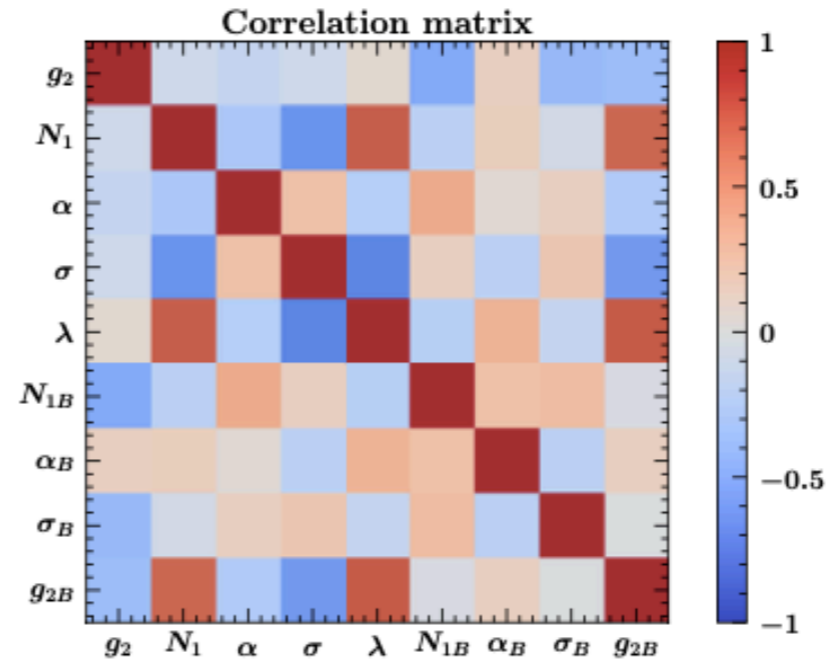 Correlation matrix
g₂
N₁
α
σ
λ
N₁B
αB
σB
g₂B
g₂ N₁ α σ λ N₁B αB σB g₂B
1
0.5
0
−0.5
−1